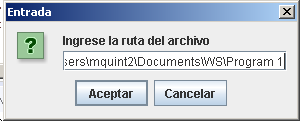 Entrada
Ingrese la ruta del archivo
sers\mquint2\Documents\WS\Program 1
Aceptar
Cancelar